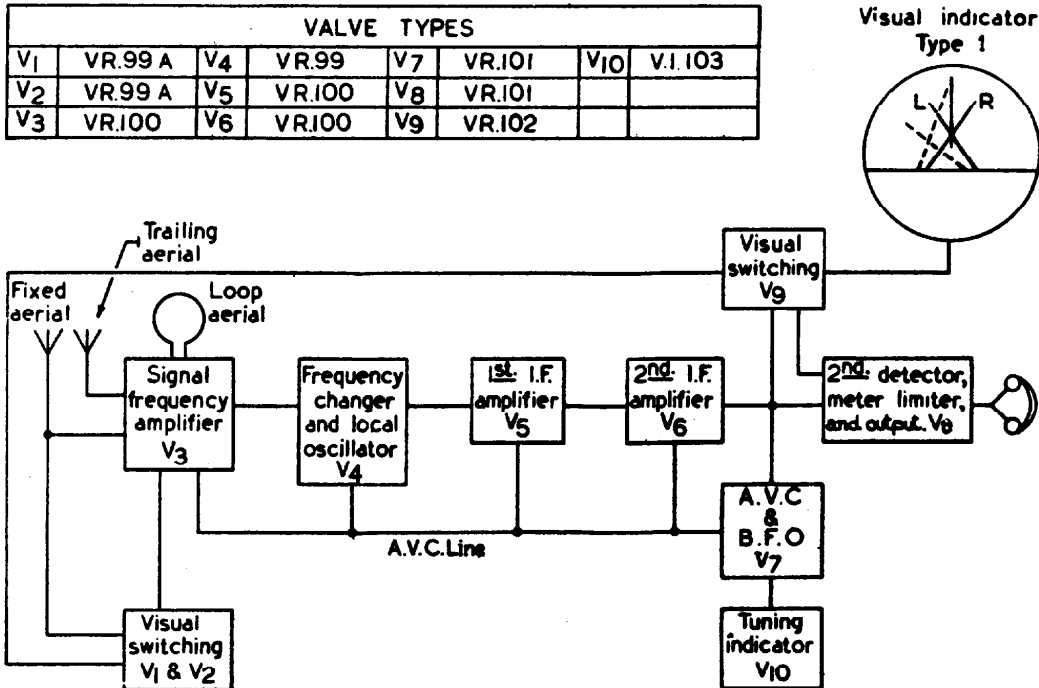 VALVE TYPES
V1 VR.99 A V4 VR.99 V7 VR.101 V10 V.I.103
V2 VR.99 A V5 VR.100 V8 VR.101
V3 VR.100 V6 VR.100 V9 VR.102
Visual indicator
Type 1
L R
Trailing
aerial
Fixed
aerial
Loop
aerial
Visual
switching
V9
Signal
frequency
amplifier
V3
Frequency
changer
and local
oscillator
V4
1st. I.F.
amplifier
V5
2nd. I.F.
amplifier
V6
2nd. detector,
meter limiter,
and output. V8
A.V.C.Line
A.V.C
&
B.F.O
V7
Visual
switching
V1 & V2
Tuning
indicator
V10